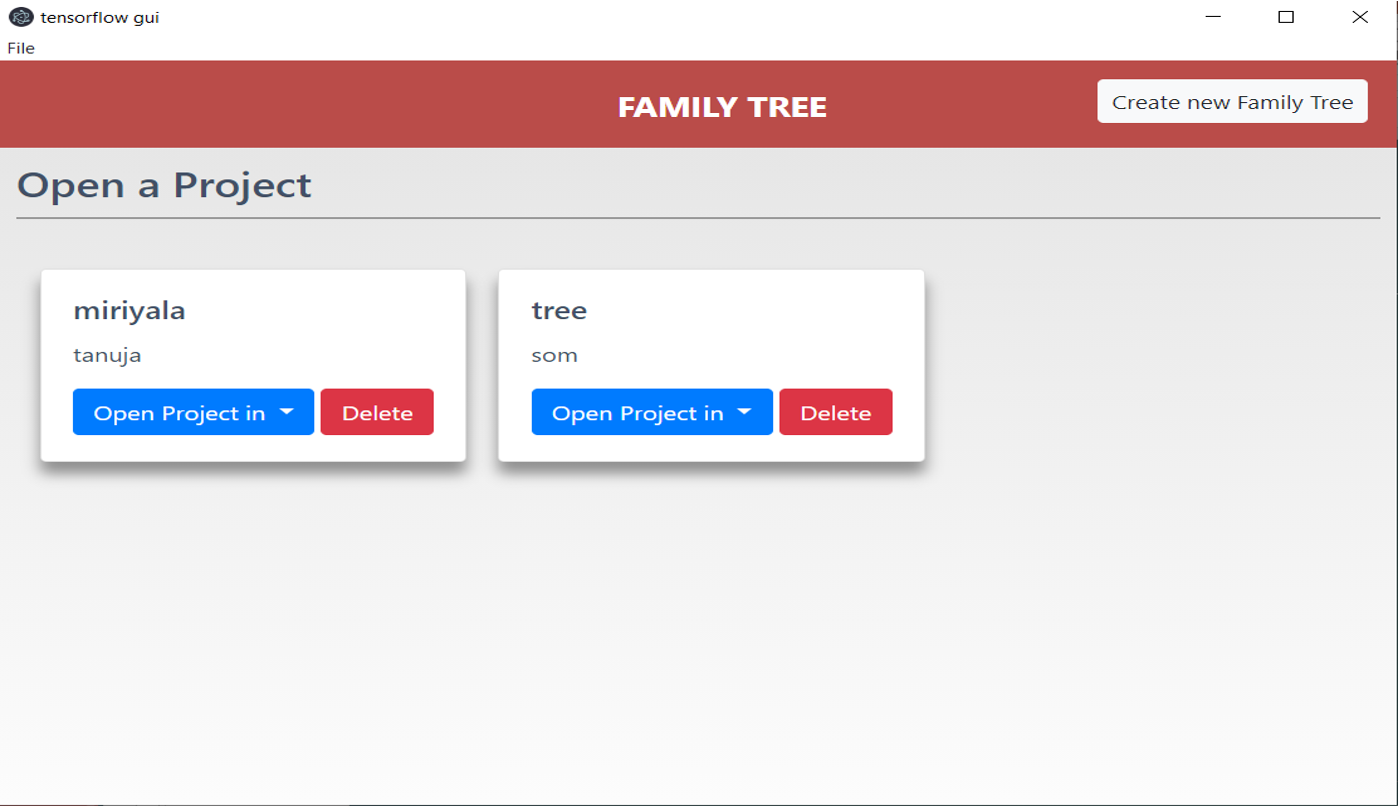 tensorflow gui
File
FAMILY TREE
Create new Family Tree
Open a Project
miriyala
tanuja
Open Project in
Delete
tree
som
Open Project in
Delete